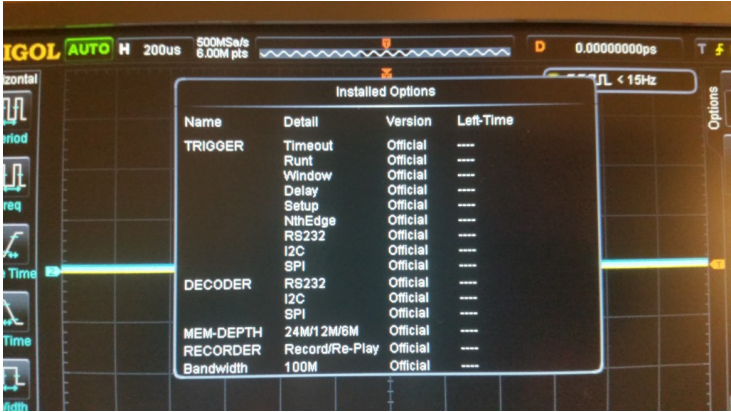 IGOL AUTO H 200us 500MSa/s 6.00M pts D 0.00000000ps T
zontal
< 15Hz
Options
Installed Options
Name Detail Version Left-Time
TRIGGER Timeout Official ----
Runt Official ----
Window Official ----
Delay Official ----
Setup Official ----
NthEdge Official ----
RS232 Official ----
I2C Official ----
SPI Official ----
DECODER RS232 Official ----
I2C Official ----
SPI Official ----
MEM-DEPTH 24M/12M/6M Official ----
RECORDER Record/Re-Play Official ----
Bandwidth 100M Official ----
eriod
req
e Time
Time
Width
2
T